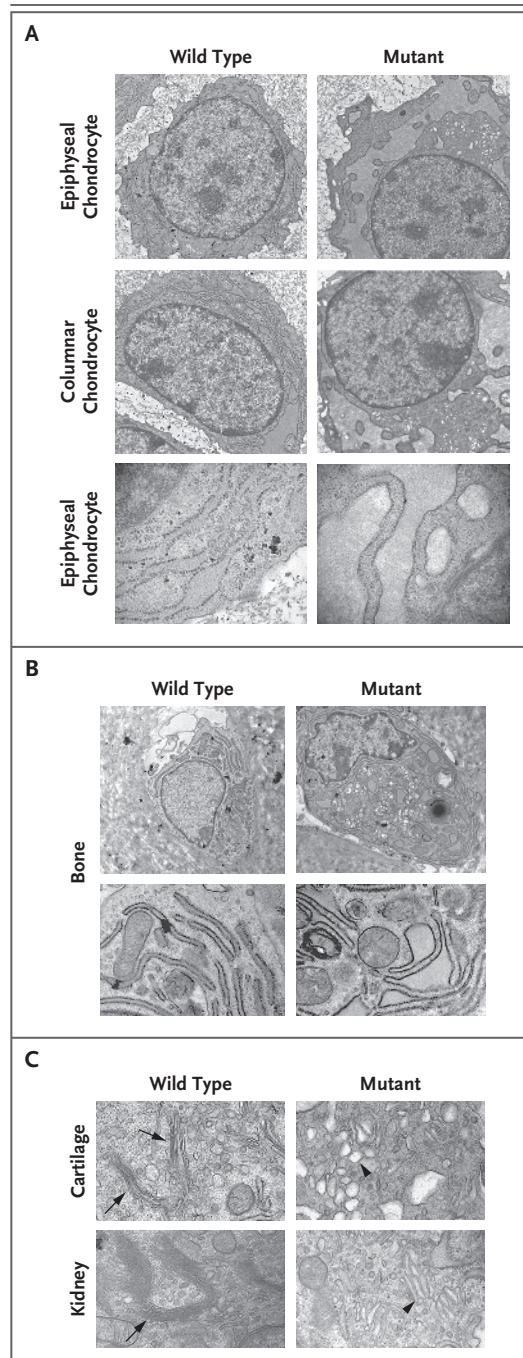 A
Wild Type Mutant
Epiphyseal
Chondrocyte
Columnar
Chondrocyte
Epiphyseal
Chondrocyte
B
Wild Type Mutant
Bone
C
Wild Type Mutant
Cartilage
Kidney